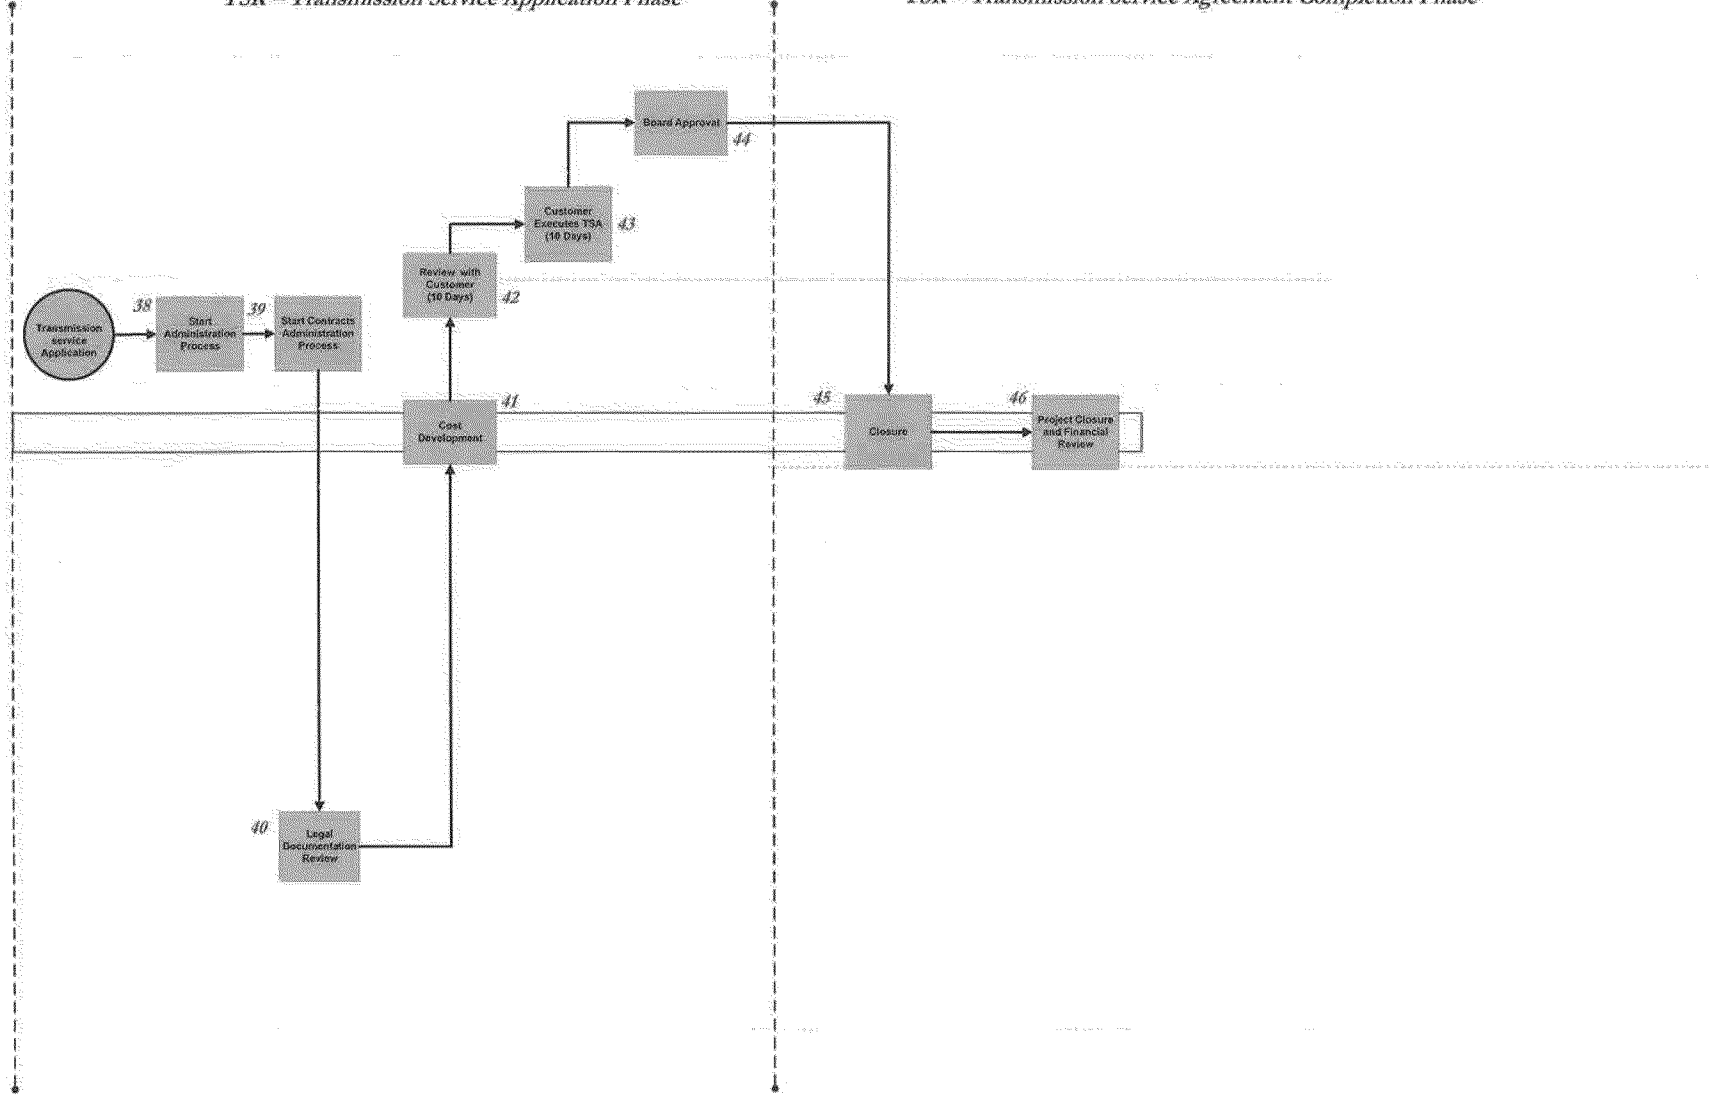 TSR – Transmission Service Application Phase
TSR – Transmission Service Agreement Completion Phase
Board Approval
44
Customer
Executes TSA
(10 Days)
43
Review with
Customer
(10 Days)
42
Transmission
service
Application
38
Start
Administration
Process
39
Start Contracts
Administration
Process
41
Cost
Development
45
Closure
46
Project Closure
and Financial
Review
40
Legal
Documentation
Review